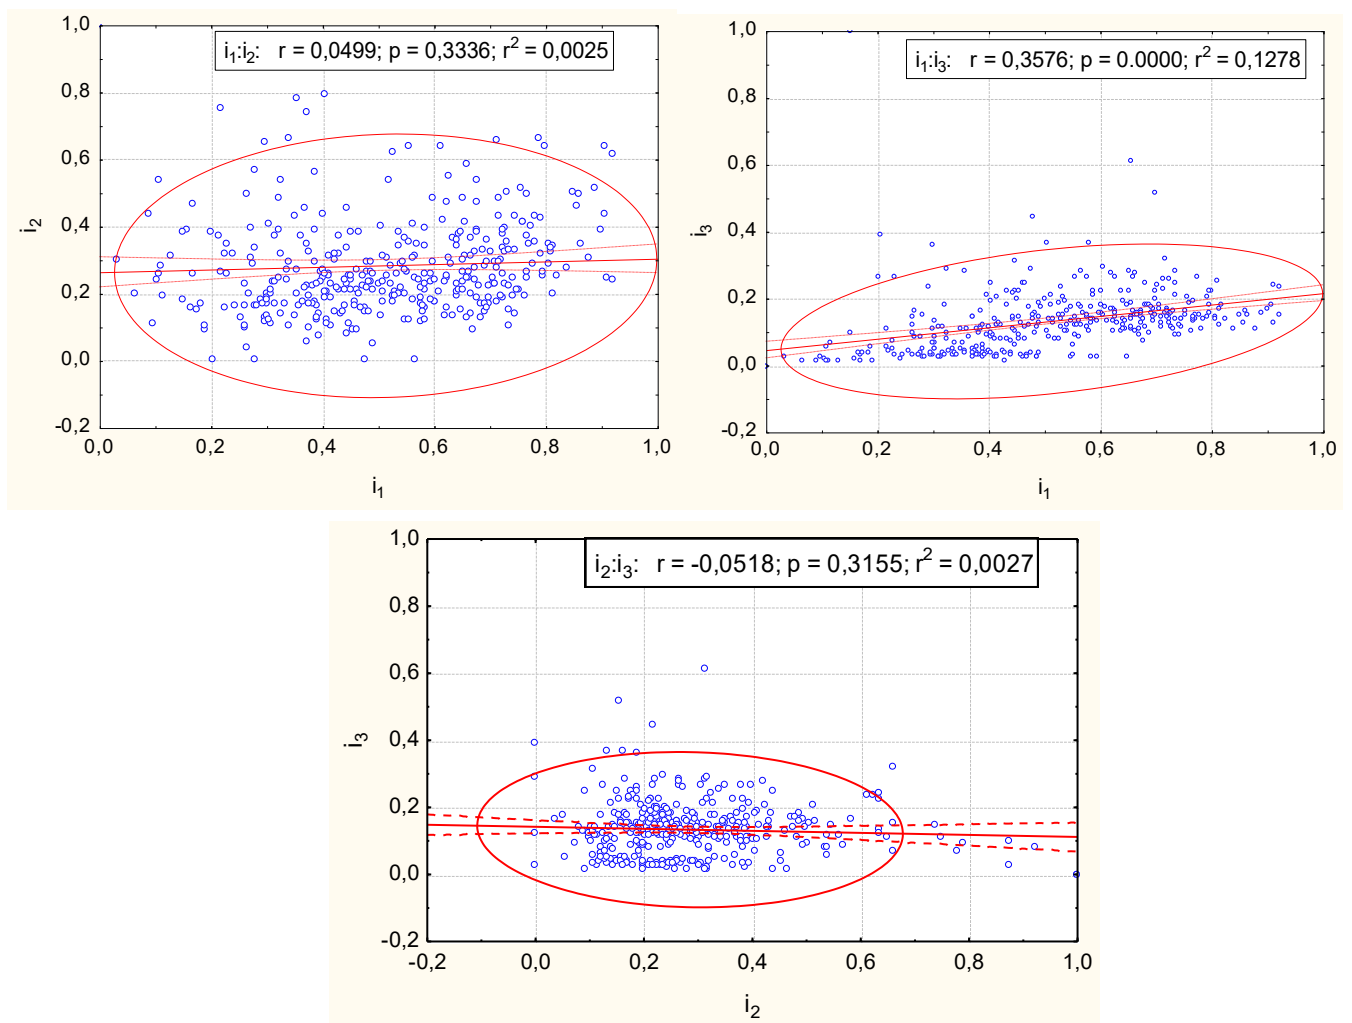 i1:i2: r = 0,0499; p = 0,3336; r2 = 0,0025
1,0
0,8
0,6
0,4
0,2
0,0
-0,2
i2
0,0 0,2 0,4 0,6 0,8 1,0
i1
i1:i3: r = 0,3576; p = 0.0000; r2 = 0,1278
1,0
0,8
0,6
0,4
0,2
0,0
-0,2
i3
0,0 0,2 0,4 0,6 0,8 1,0
i1
i2:i3: r = -0,0518; p = 0,3155; r2 = 0,0027
1,0
0,8
0,6
0,4
0,2
0,0
-0,2
i3
-0,2 0,0 0,2 0,4 0,6 0,8 1,0
i2